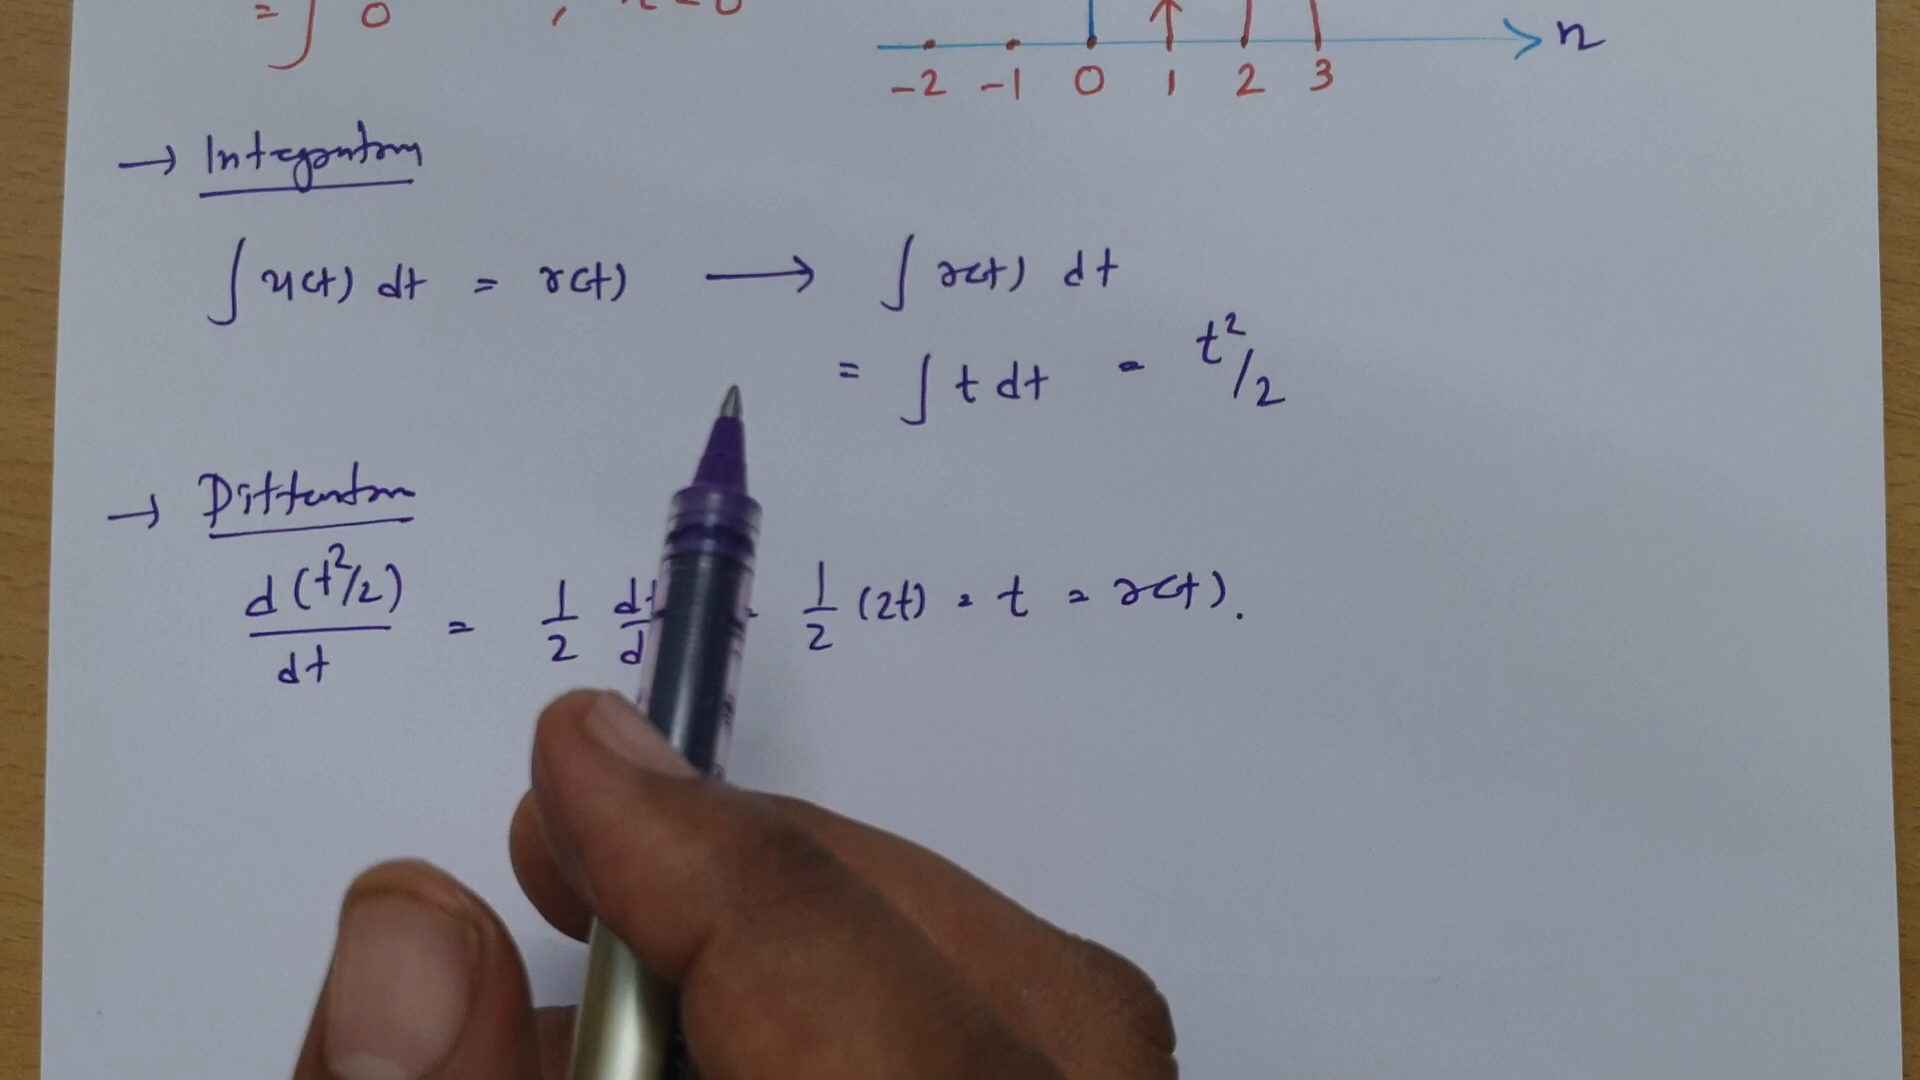 = ∫ 0 , n < 0
n
-2 -1 0 1 2 3
→ Integration
∫ u(t) dt = r(t) → ∫ r(t) dt
= ∫ t dt = t²/2
→
d(t²/2)/dt = 1/2 = 1/2 (2t) = t = r(t).